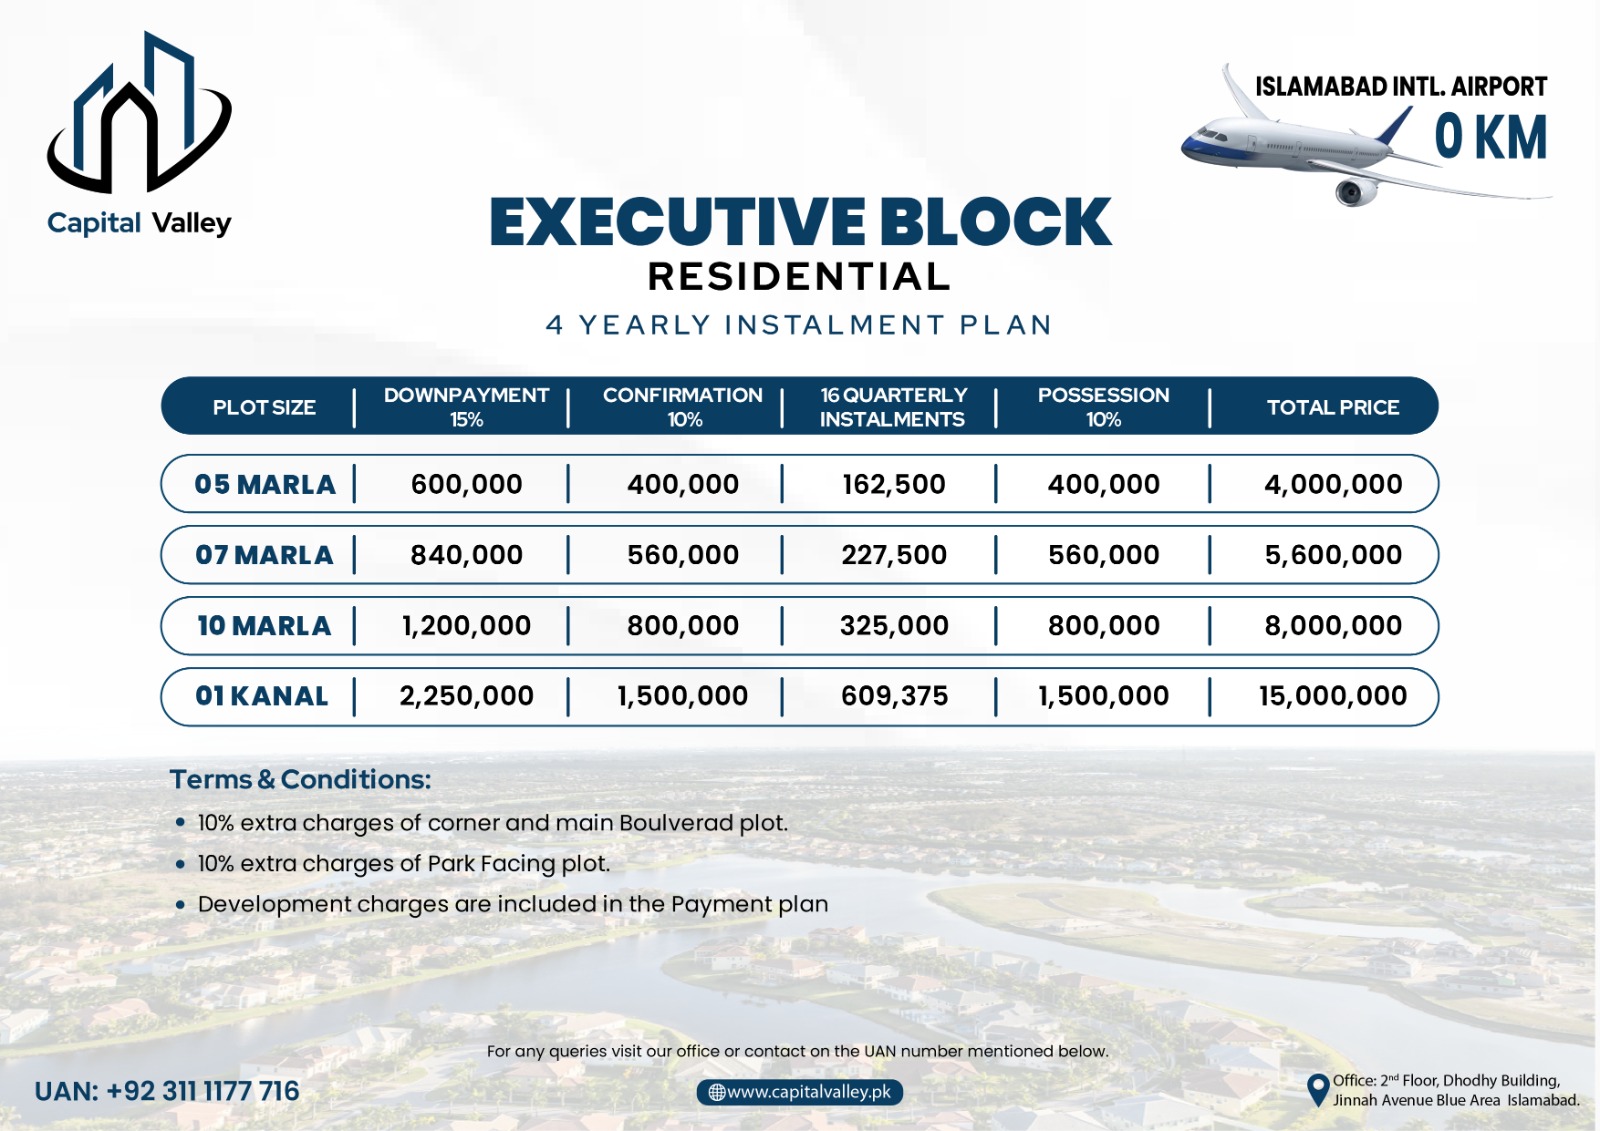 Capital Valley
ISLAMABAD INTL. AIRPORT
0 KM
EXECUTIVE BLOCK
RESIDENTIAL
4 YEARLY INSTALMENT PLAN
PLOT SIZE | DOWNPAYMENT 15% | CONFIRMATION 10% | 16 QUARTERLY INSTALMENTS | POSSESSION 10% | TOTAL PRICE
05 MARLA | 600,000 | 400,000 | 162,500 | 400,000 | 4,000,000
07 MARLA | 840,000 | 560,000 | 227,500 | 560,000 | 5,600,000
10 MARLA | 1,200,000 | 800,000 | 325,000 | 800,000 | 8,000,000
01 KANAL | 2,250,000 | 1,500,000 | 609,375 | 1,500,000 | 15,000,000
Terms & Conditions:
• 10% extra charges of corner and main Boulverad plot.
• 10% extra charges of Park Facing plot.
• Development charges are included in the Payment plan
For any queries visit our office or contact on the UAN number mentioned below.
UAN: +92 311 1177 716
www.capitalvalley.pk
Office: 2nd Floor, Dhodhy Building,
Jinnah Avenue Blue Area Islamabad.